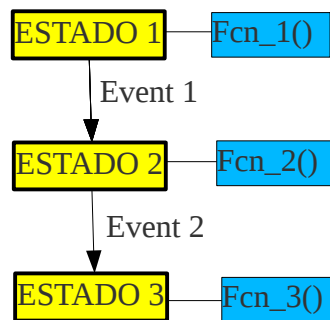 ESTADO 1
Fcn_1()
Event 1
ESTADO 2
Fcn_2()
Event 2
ESTADO 3
Fcn_3()